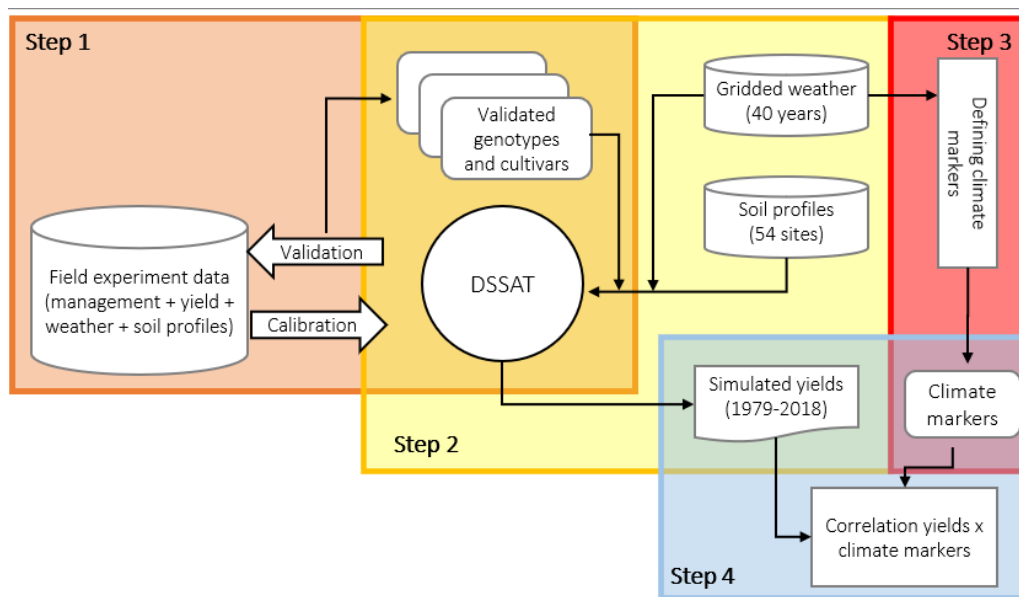 Step 1
Step 3
Validated
genotypes
and cultivars
Gridded weather
(40 years)
Defining climate
markers
Soil profiles
(54 sites)
Field experiment data
(management + yield +
weather + soil profiles)
Validation
Calibration
DSSAT
Simulated yields
(1979-2018)
Climate
markers
Step 2
Correlation yields x
climate markers
Step 4